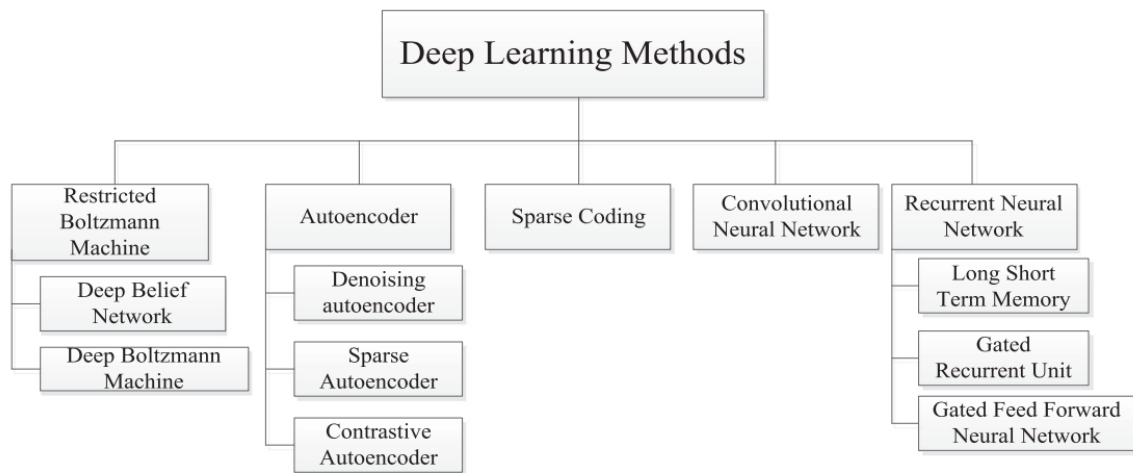 Deep Learning Methods
Restricted
Boltzmann
Machine
Deep Belief
Network
Deep Boltzmann
Machine
Autoencoder
Denoising
autoencoder
Sparse
Autoencoder
Contrastive
Autoencoder
Sparse Coding
Convolutional
Neural Network
Recurrent Neural
Network
Long Short
Term Memory
Gated
Recurrent Unit
Gated Feed Forward
Neural Network